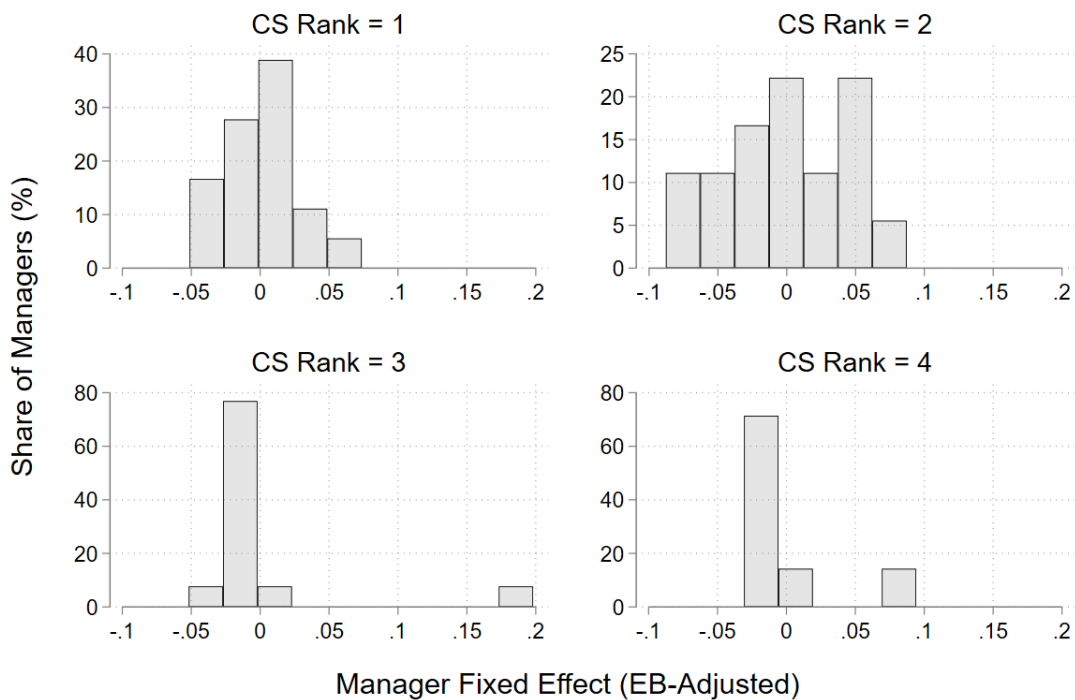 CS Rank = 1
CS Rank = 2
40
30
20
10
0
-.1 -.05 0 .05 .1 .15 .2
25
20
15
10
5
0
-.1 -.05 0 .05 .1 .15 .2
CS Rank = 3
CS Rank = 4
80
60
40
20
0
-.1 -.05 0 .05 .1 .15 .2
80
60
40
20
0
-.1 -.05 0 .05 .1 .15 .2
Share of Managers (%)
Manager Fixed Effect (EB-Adjusted)